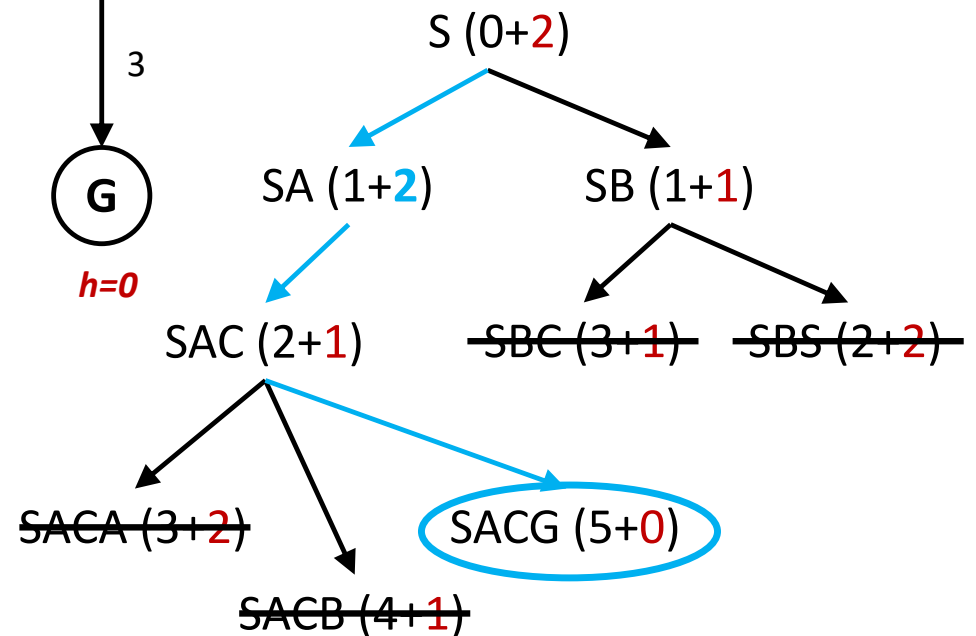 S (0+2)
3
SA (1+2)
SB (1+1)
G
h=0
SAC (2+1)
SBC (3+1)
SBS (2+2)
SACA (3+2)
SACG (5+0)
SACB (4+1)